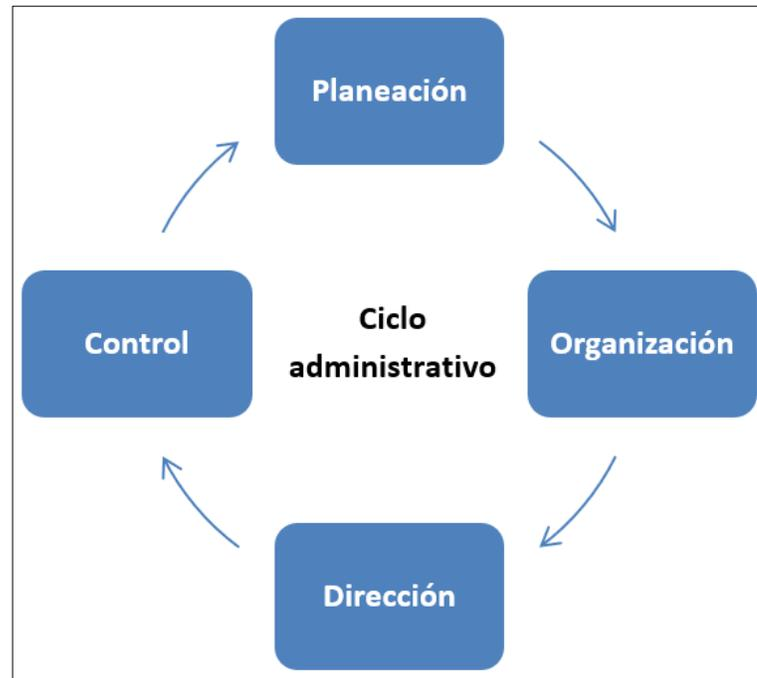 Planeación
Control
Ciclo
administrativo
Organización
Dirección